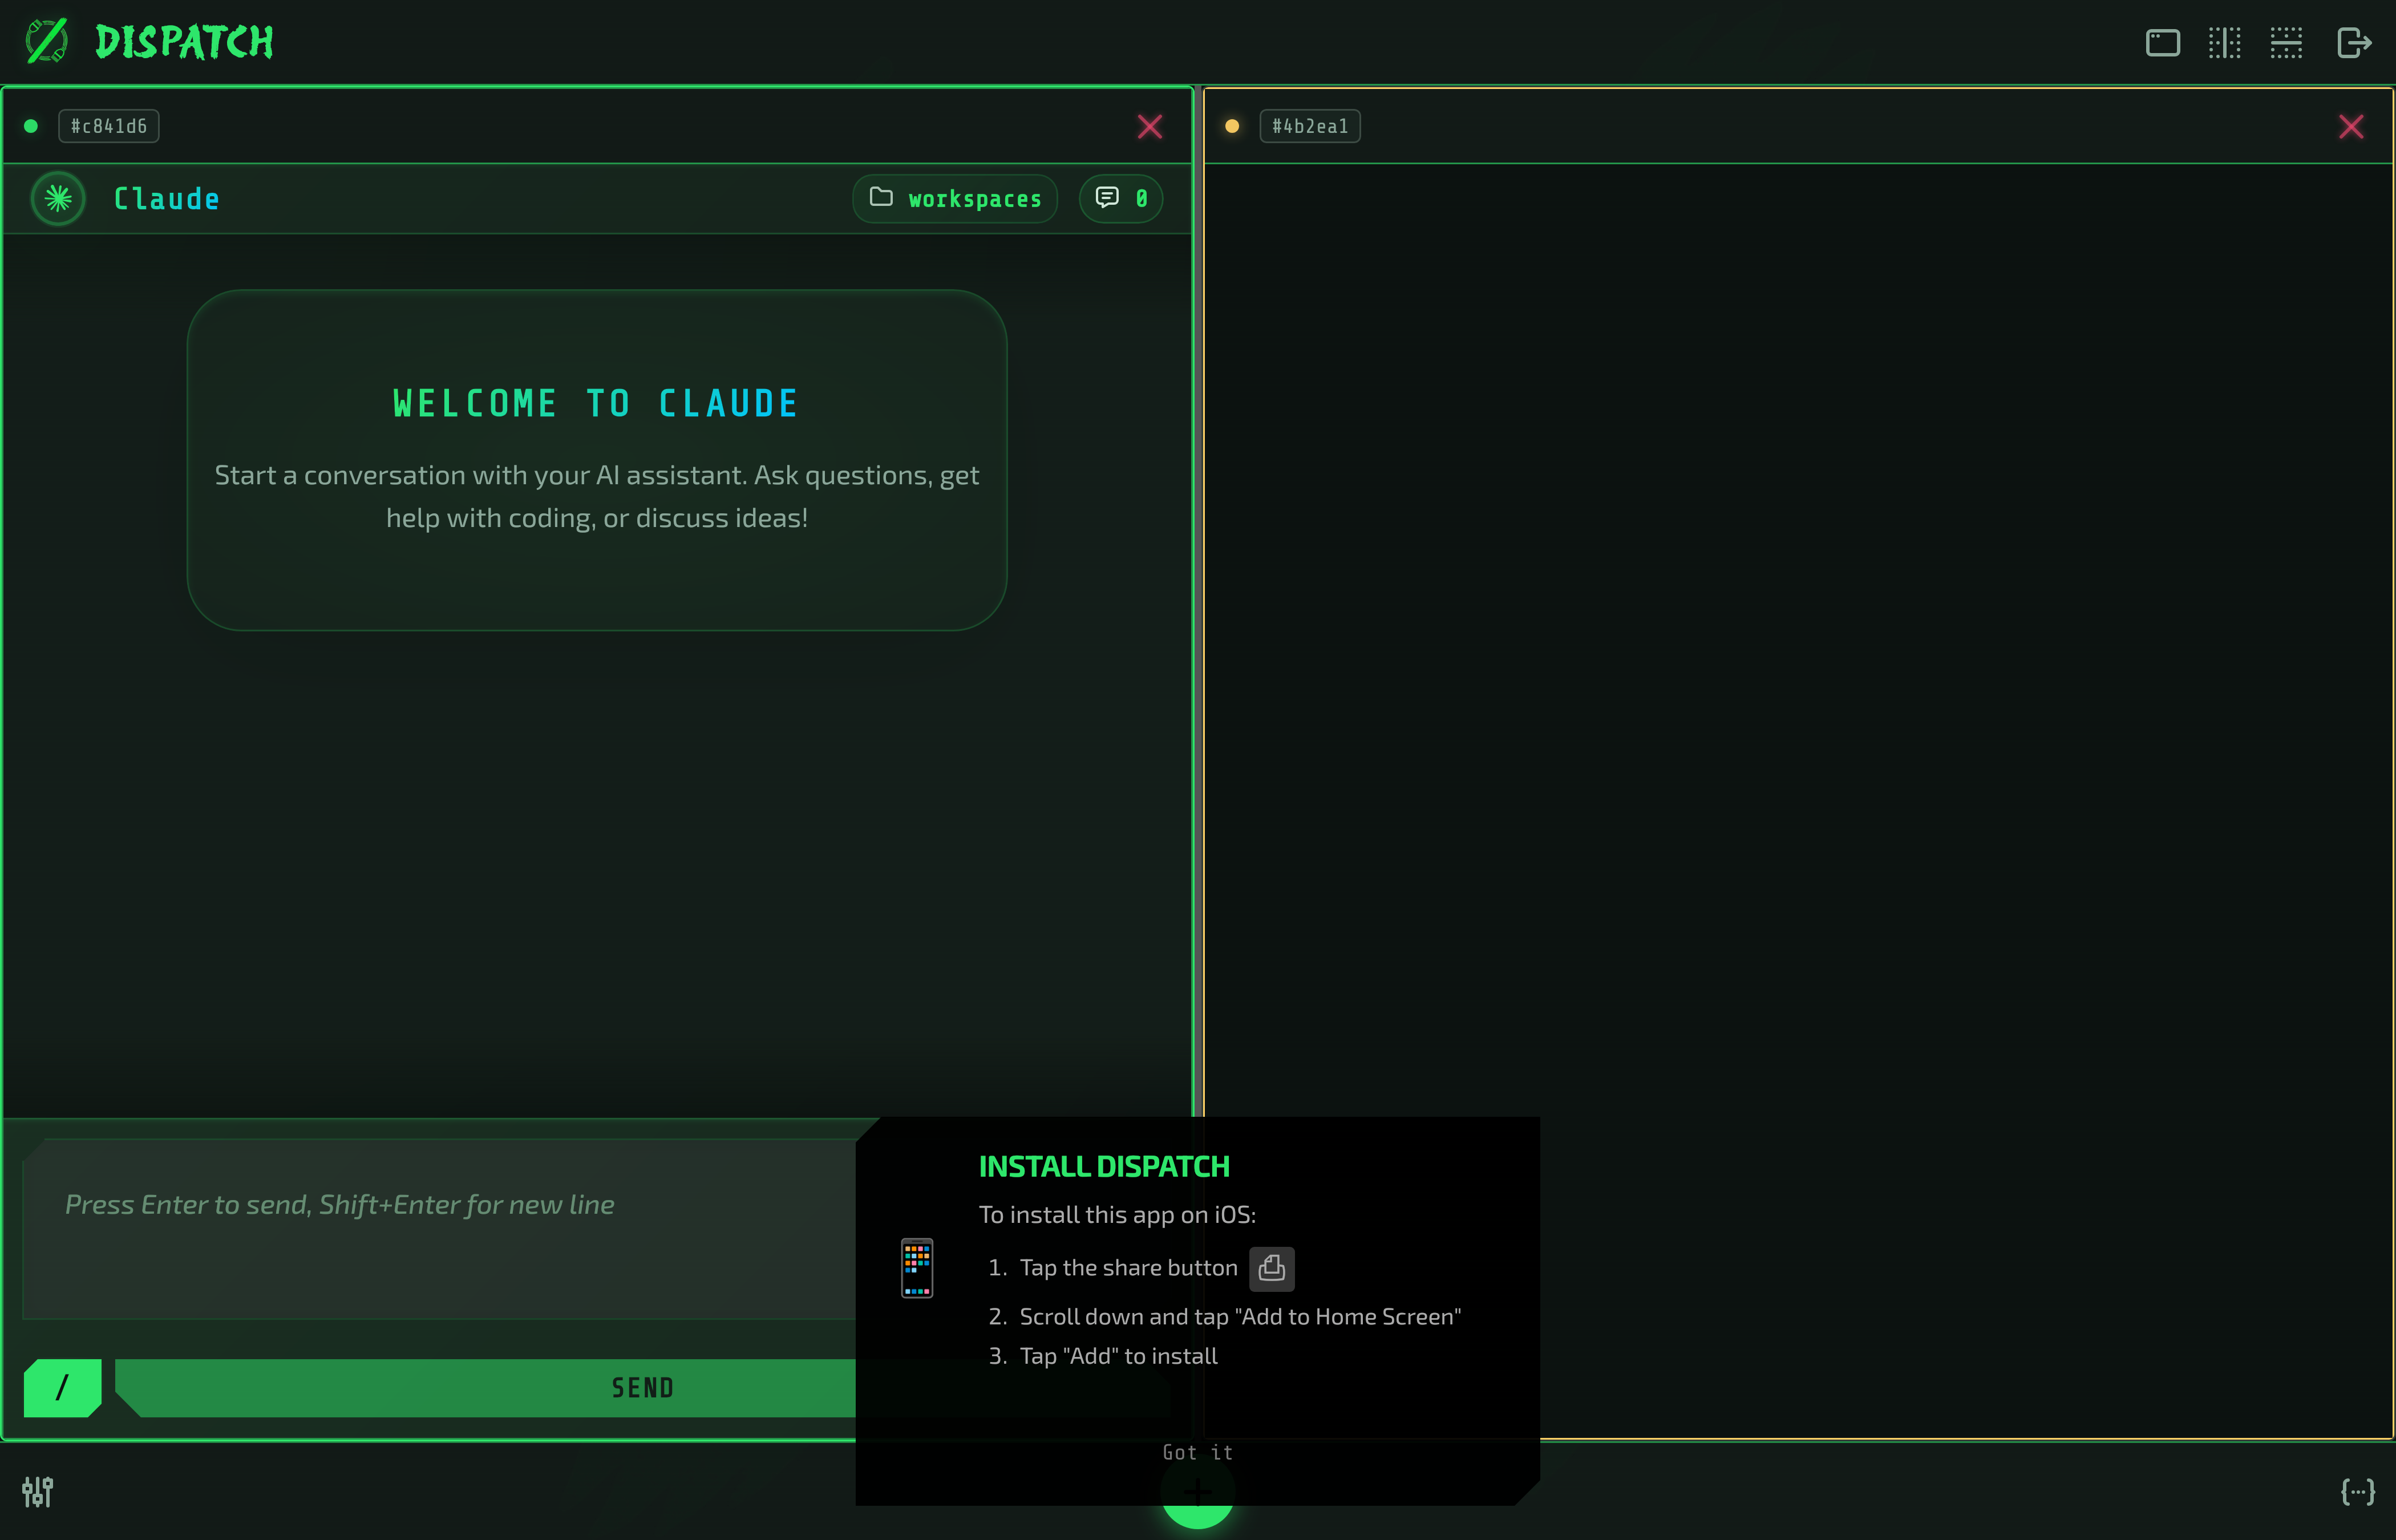 DISPATCH
#c841d6
#4b2ea1
Claude
workspaces
0
WELCOME TO CLAUDE
Start a conversation with your AI assistant. Ask questions, get
help with coding, or discuss ideas!
Press Enter to send, Shift+Enter for new line
/
SEND
INSTALL DISPATCH
To install this app on iOS:
1. Tap the share button
2. Scroll down and tap "Add to Home Screen"
3. Tap "Add" to install
Got it